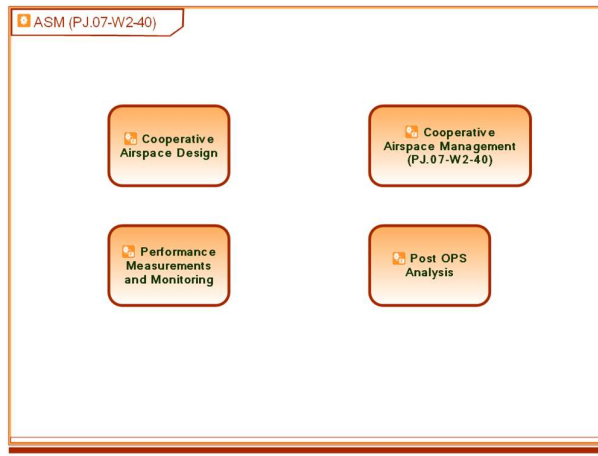 ASM (PJ.07-W2-40)
Cooperative
Airspace Design
Cooperative
Airspace Management
(PJ.07-W2-40)
Performance
Measurements
and Monitoring
Post OPS
Analysis